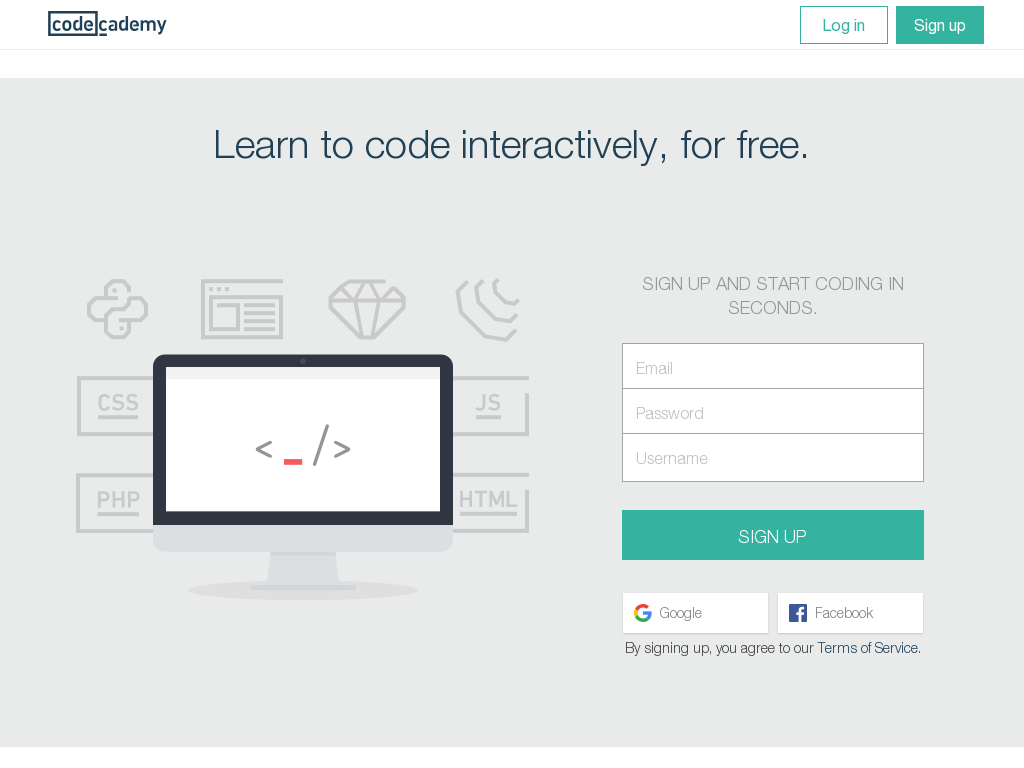 codecademy
Log in
Sign up
Learn to code interactively, for free.
SIGN UP AND START CODING IN
SECONDS.
CSS
JS
PHP
HTML
< _ />
Email
Password
Username
SIGN UP
Google
Facebook
By signing up, you agree to our Terms of Service.